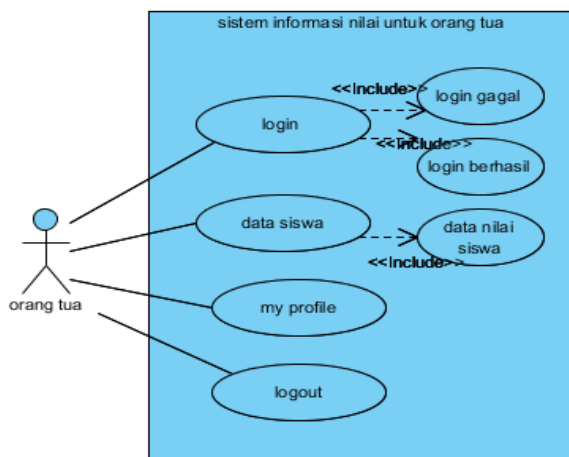 sistem informasi nilai untuk orang tua
<<Include>>
login gagal
login
<<Include>>
login berhasil
data siswa
data nilai
siswa
<<Include>>
orang tua
my profile
logout